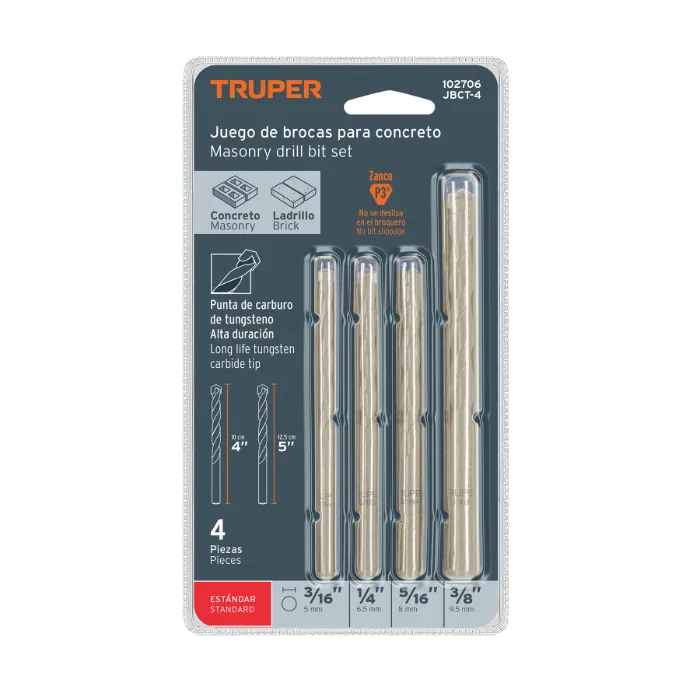 TRUPER
102706
JBCT-4
Juego de brocas para concreto
Masonry drill bit set
Concreto
Masonry
Ladrillo
Brick
Zanco
P3®
No se desliza
en el broquero
No bit slippage
Punta de carburo
de tungsteno
Alta duración
Long life tungsten
carbide tip
10 cm
4"
12,5 cm
5"
4
Piezas
Pieces
TRUPE
ESTÁNDAR
STANDARD
3/16"
5 mm
1/4"
6.5 mm
5/16"
8 mm
3/8"
9.5 mm